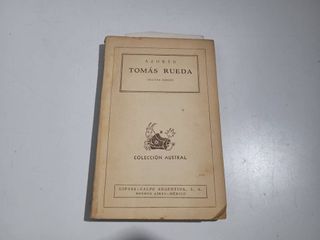 AZORÍN
TOMÁS RUEDA
COLECCIÓN AUSTRAL
ESPASA-CALPE ARGENTINA, S. A.
BUENOS AIRES-MÉXICO